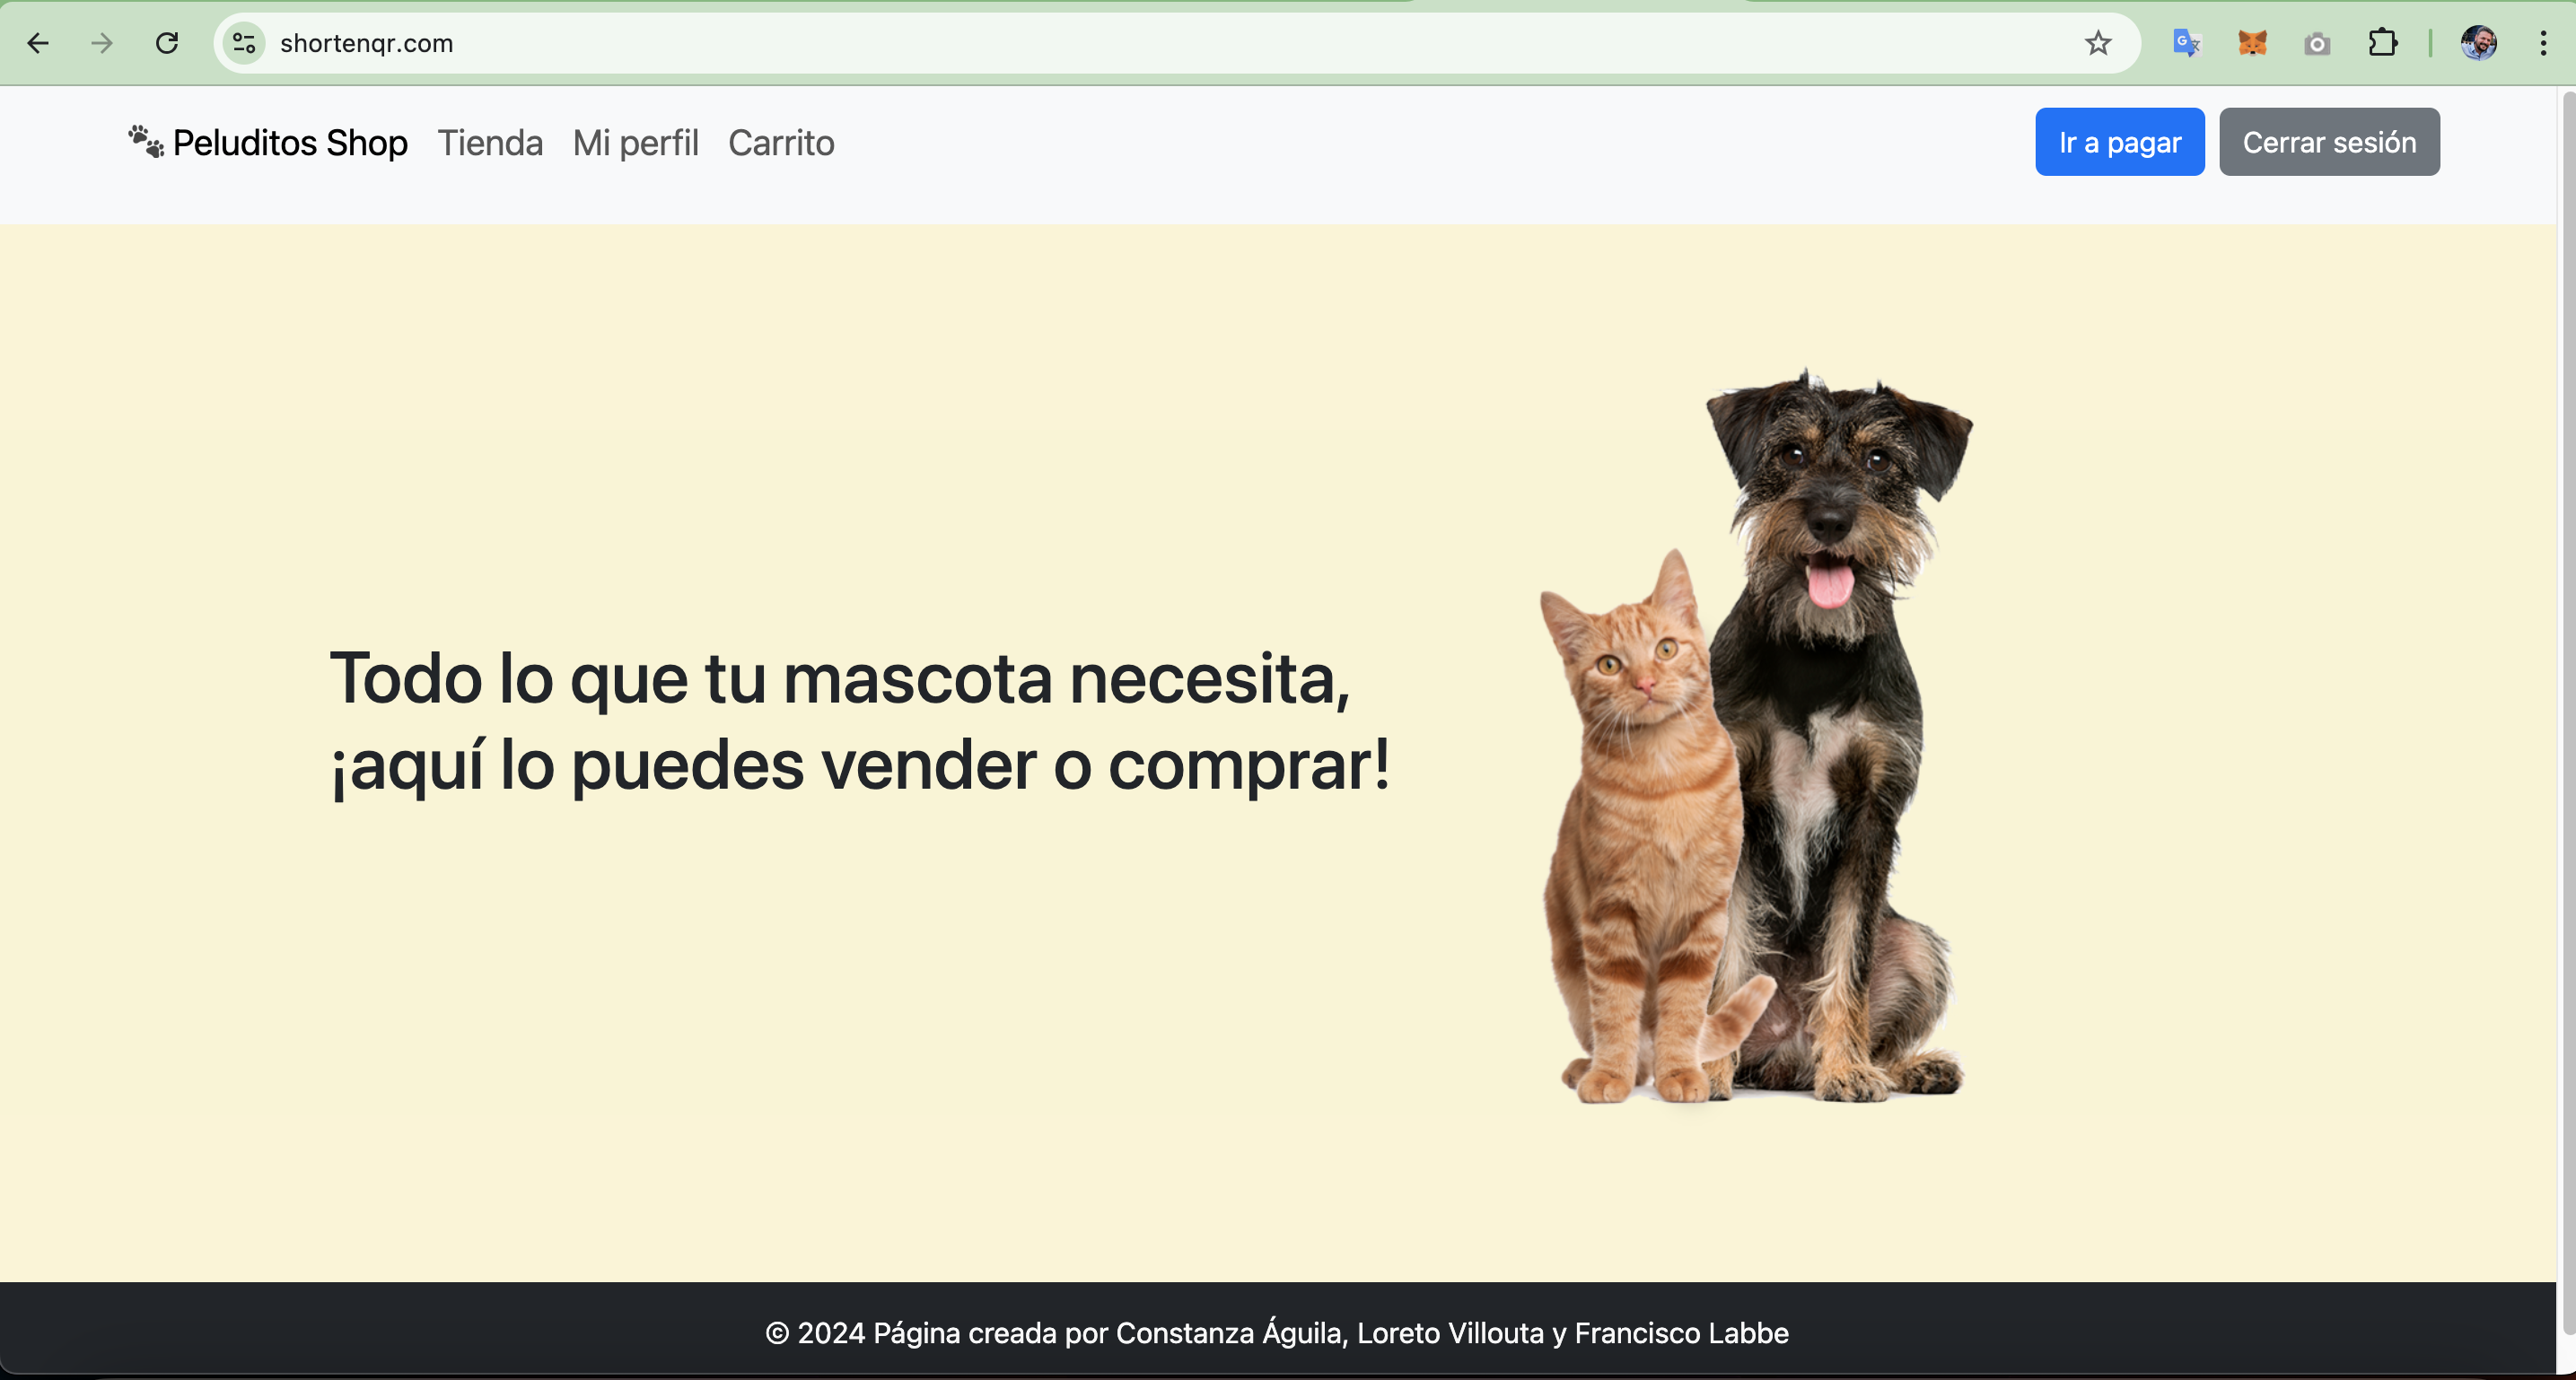 shortenqr.com
Peluditos Shop Tienda Mi perfil Carrito Ir a pagar Cerrar sesión
Todo lo que tu mascota necesita,
¡aquí lo puedes vender o comprar!
© 2024 Página creada por Constanza Águila, Loreto Villouta y Francisco Labbe